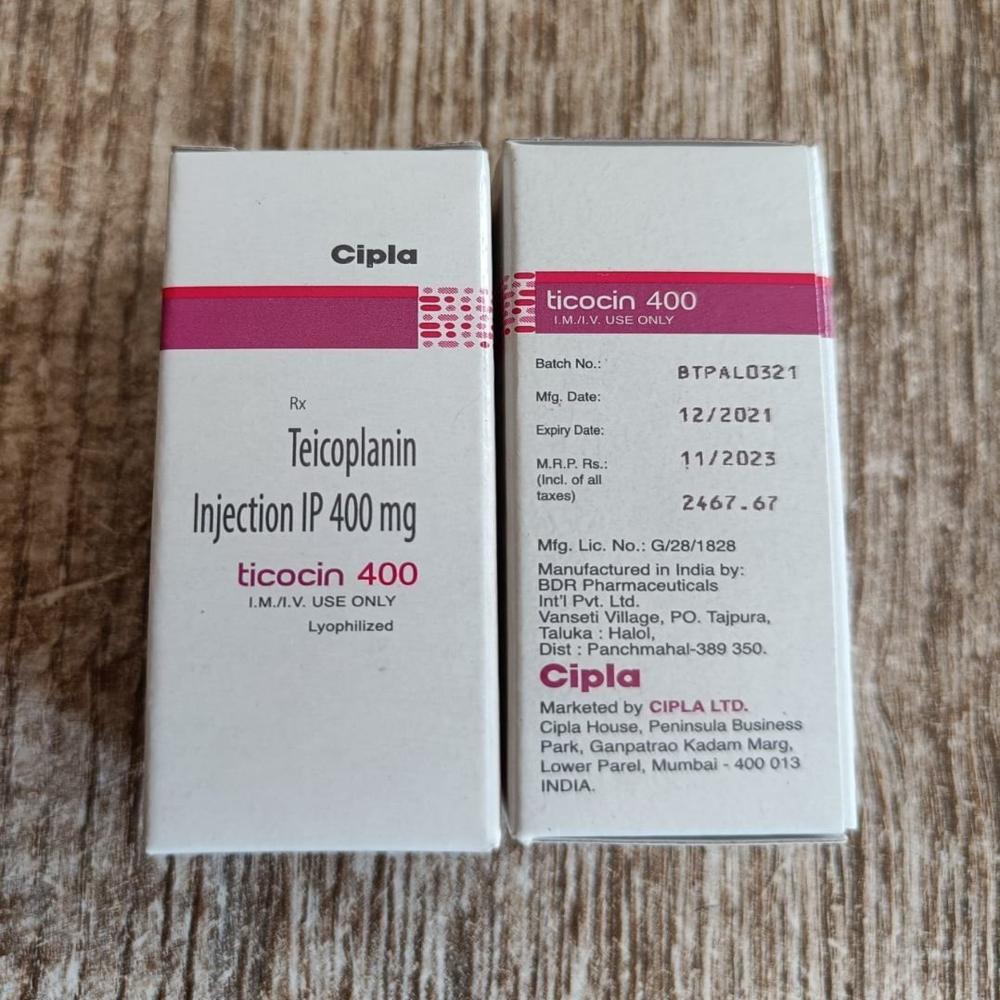 Cipla
Rx
Teicoplanin
Injection IP 400 mg
ticocin 400
I.M./I.V. USE ONLY
Lyophilized
ticocin 400
I.M./I.V. USE ONLY
Batch No.: BTPAL0321
Mfg. Date: 12/2021
Expiry Date: 11/2023
M.R.P. Rs.: 2467.67
(Incl. of all
taxes)
Mfg. Lic. No.: G/28/1828
Manufactured in India by:
BDR Pharmaceuticals
Int'l Pvt. Ltd.
Vanseti Village, PO. Tajpura,
Taluka : Halol,
Dist : Panchmahal-389 350.
Cipla
Marketed by CIPLA LTD.
Cipla House, Peninsula Business
Park, Ganpatrao Kadam Marg,
Lower Parel, Mumbai - 400 013
INDIA.